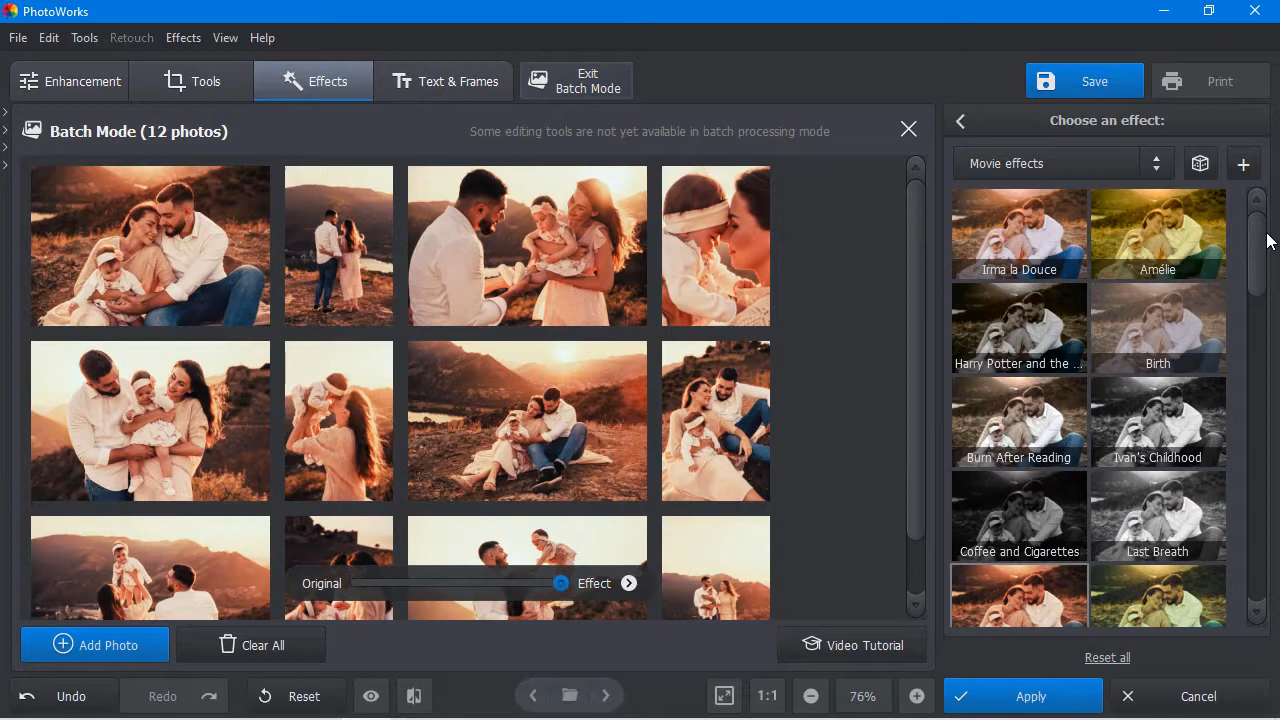 PhotoWorks
File Edit Tools Retouch Effects View Help
Enhancement Tools Effects Text & Frames Exit Batch Mode Save Print
Batch Mode (12 photos) Some editing tools are not yet available in batch processing mode
Choose an effect:
Movie effects
Irma la Douce Amélie
Harry Potter and the ... Birth
Burn After Reading Ivan's Childhood
Coffee and Cigarettes Last Breath
Original Effect
Add Photo Clear All Video Tutorial
Reset all
Undo Redo Reset 1:1 76% Apply Cancel